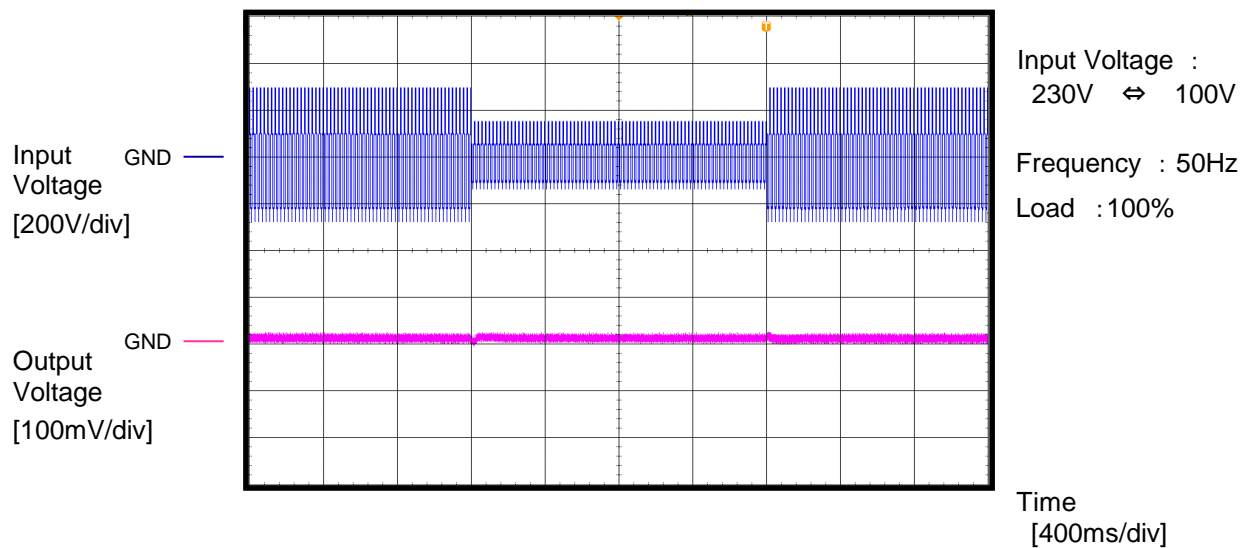 T
Input Voltage :
230V ⇔ 100V
Frequency : 50Hz
Load :100%
Input
Voltage
[200V/div]
GND
Output
Voltage
[100mV/div]
GND
Time
[400ms/div]